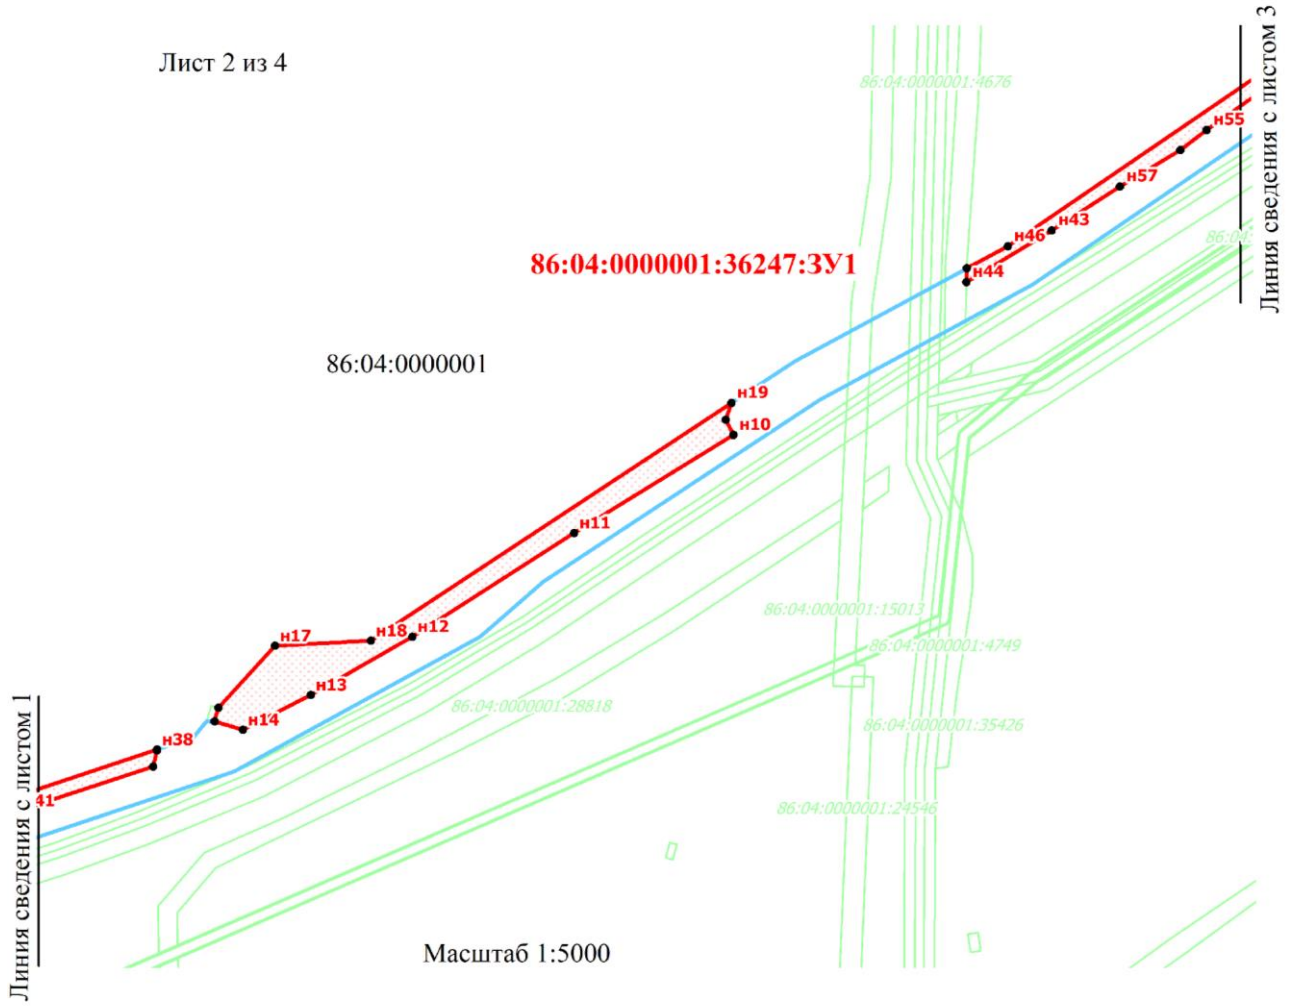 Лист 2 из 4
Линия сведения с листом 3
86:04:0000001:4676
н55
н57
н43
н46
86:04:
86:04:0000001:36247:ЗУ1
н44
86:04:0000001
н19
н10
н11
86:04:0000001:15013
н12
н18
н17
86:04:0000001:4749
н13
86:04:0000001:28818
н14
86:04:0000001:35426
н38
41
86:04:0000001:24546
Линия сведения с листом 1
Масштаб 1:5000